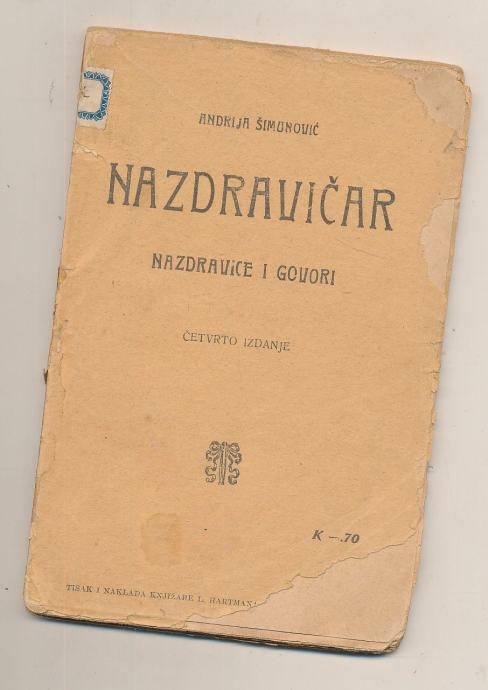 ANDRIJA ŠIMUNOVIĆ
NAZDRAVIČAR
NAZDRAVICE I GOVORI
ČETVRTO IZDANJE
K —.70
TISAK I NAKLADA KNJIŽARE L. HARTMAN